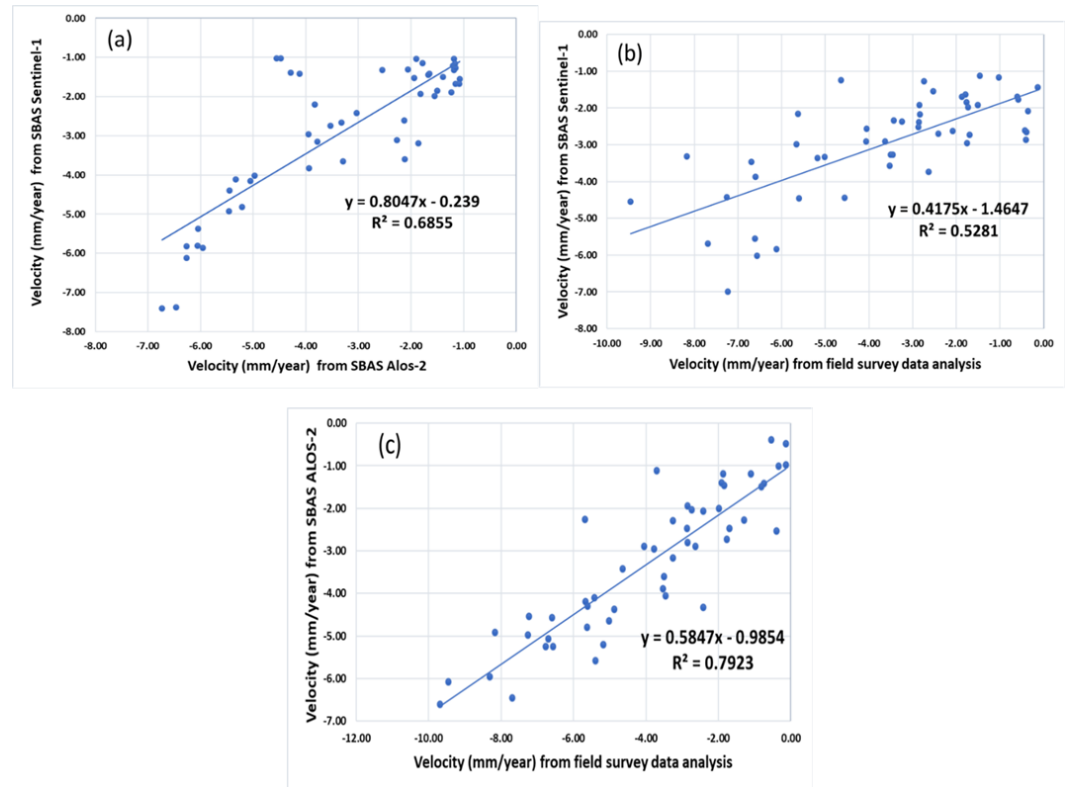 (a)
0.00
-1.00
-2.00
-3.00
-4.00
-5.00
-6.00
-7.00
-8.00
Velocity (mm/year) from SBAS Sentinel-1
y = 0.8047x - 0.239
R² = 0.6855
-8.00 -7.00 -6.00 -5.00 -4.00 -3.00 -2.00 -1.00 0.00
Velocity (mm/year) from SBAS Alos-2
(b)
0.00
-1.00
-2.00
-3.00
-4.00
-5.00
-6.00
-7.00
-8.00
Velocity (mm/year) from SBAS Sentinel-1
y = 0.4175x - 1.4647
R² = 0.5281
-10.00 -9.00 -8.00 -7.00 -6.00 -5.00 -4.00 -3.00 -2.00 -1.00 0.00
Velocity (mm/year) from field survey data analysis
(c)
0.00
-1.00
-2.00
-3.00
-4.00
-5.00
-6.00
-7.00
Velocity (mm/year) from SBAS ALOS-2
y = 0.5847x - 0.9854
R² = 0.7923
-12.00 -10.00 -8.00 -6.00 -4.00 -2.00 0.00
Velocity (mm/year) from field survey data analysis